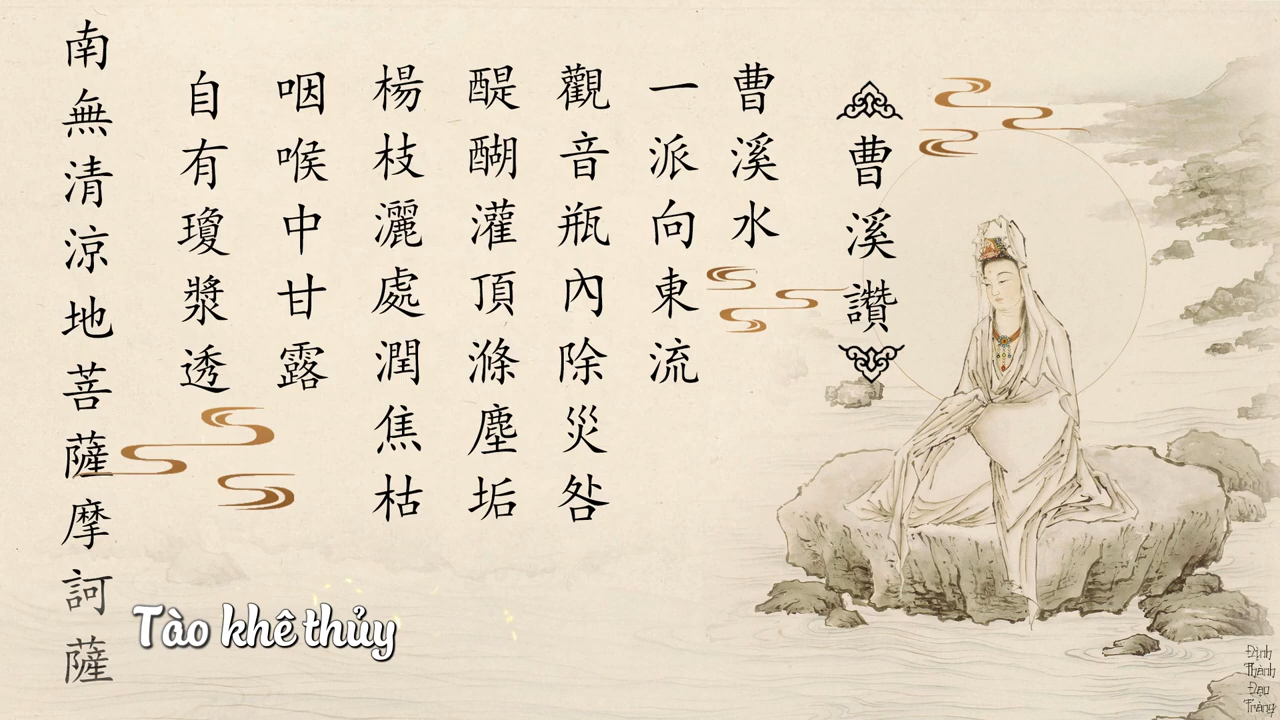 曹溪讚
曹溪水
一派向東流
觀音瓶內除災咎
醍醐灌頂滌塵垢
楊枝灑處潤焦枯
咽喉中甘露
自有瓊漿透
南無清涼地菩薩摩訶薩
Tào khê thủy
Định
Thành
Đạo
Tràng